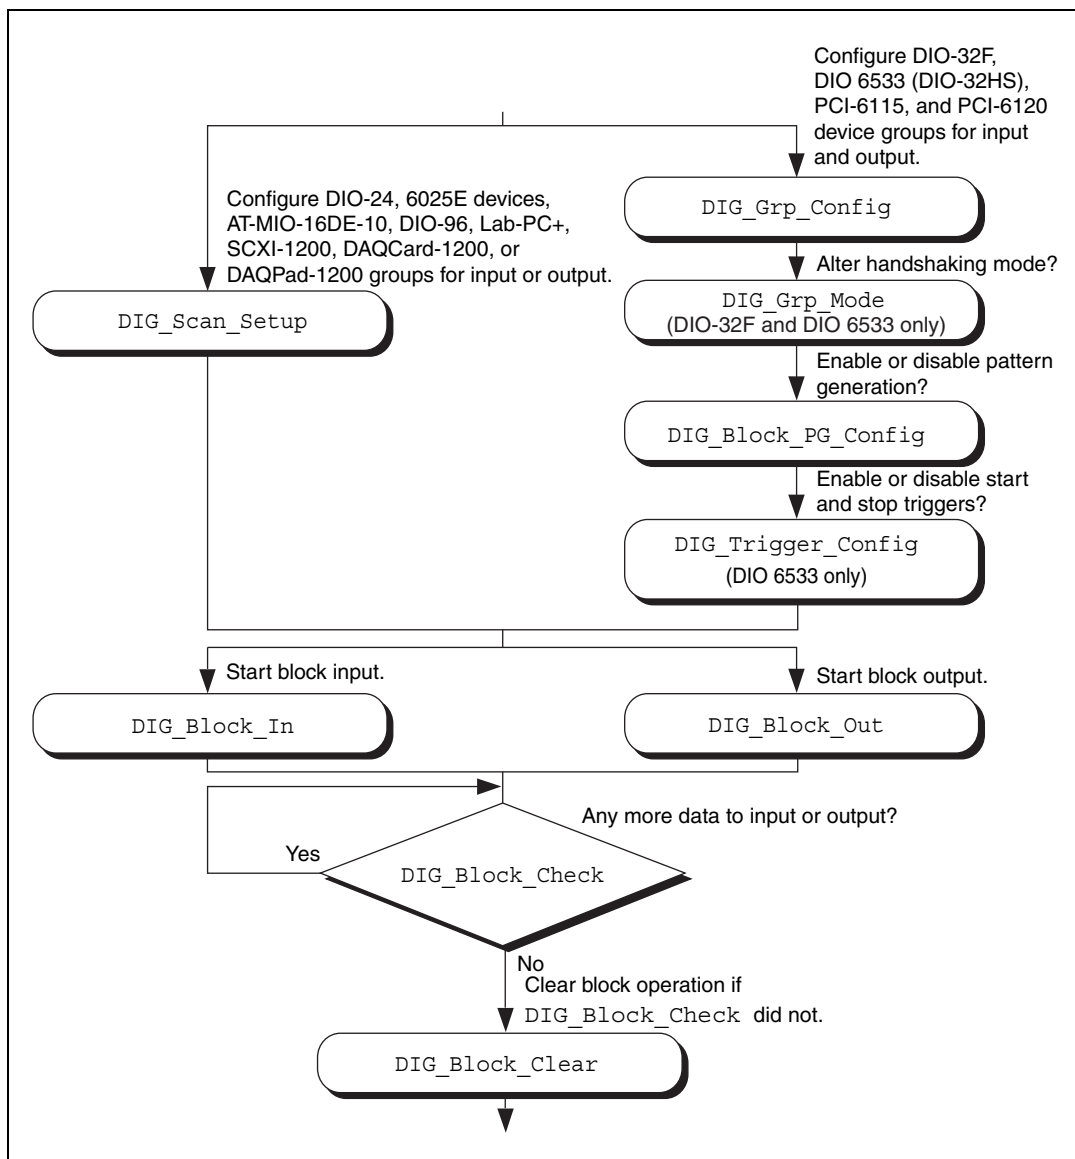 Configure DIO-32F,
DIO 6533 (DIO-32HS),
PCI-6115, and PCI-6120
device groups for input
and output.
Configure DIO-24, 6025E devices,
AT-MIO-16DE-10, DIO-96, Lab-PC+,
SCXI-1200, DAQCard-1200, or
DAQPad-1200 groups for input or output.
DIG_Scan_Setup
DIG_Grp_Config
Alter handshaking mode?
DIG_Grp_Mode
(DIO-32F and DIO 6533 only)
Enable or disable pattern
generation?
DIG_Block_PG_Config
Enable or disable start
and stop triggers?
DIG_Trigger_Config
(DIO 6533 only)
Start block input.
DIG_Block_In
Start block output.
DIG_Block_Out
Any more data to input or output?
Yes
DIG_Block_Check
No
Clear block operation if
DIG_Block_Check did not.
DIG_Block_Clear